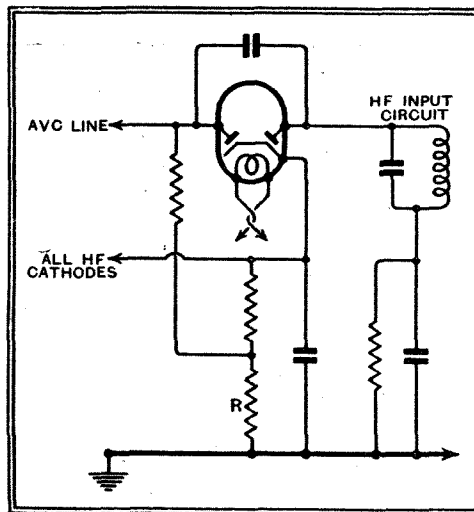 HF INPUT
CIRCUIT
AVC LINE
ALL HF
CATHODES
R